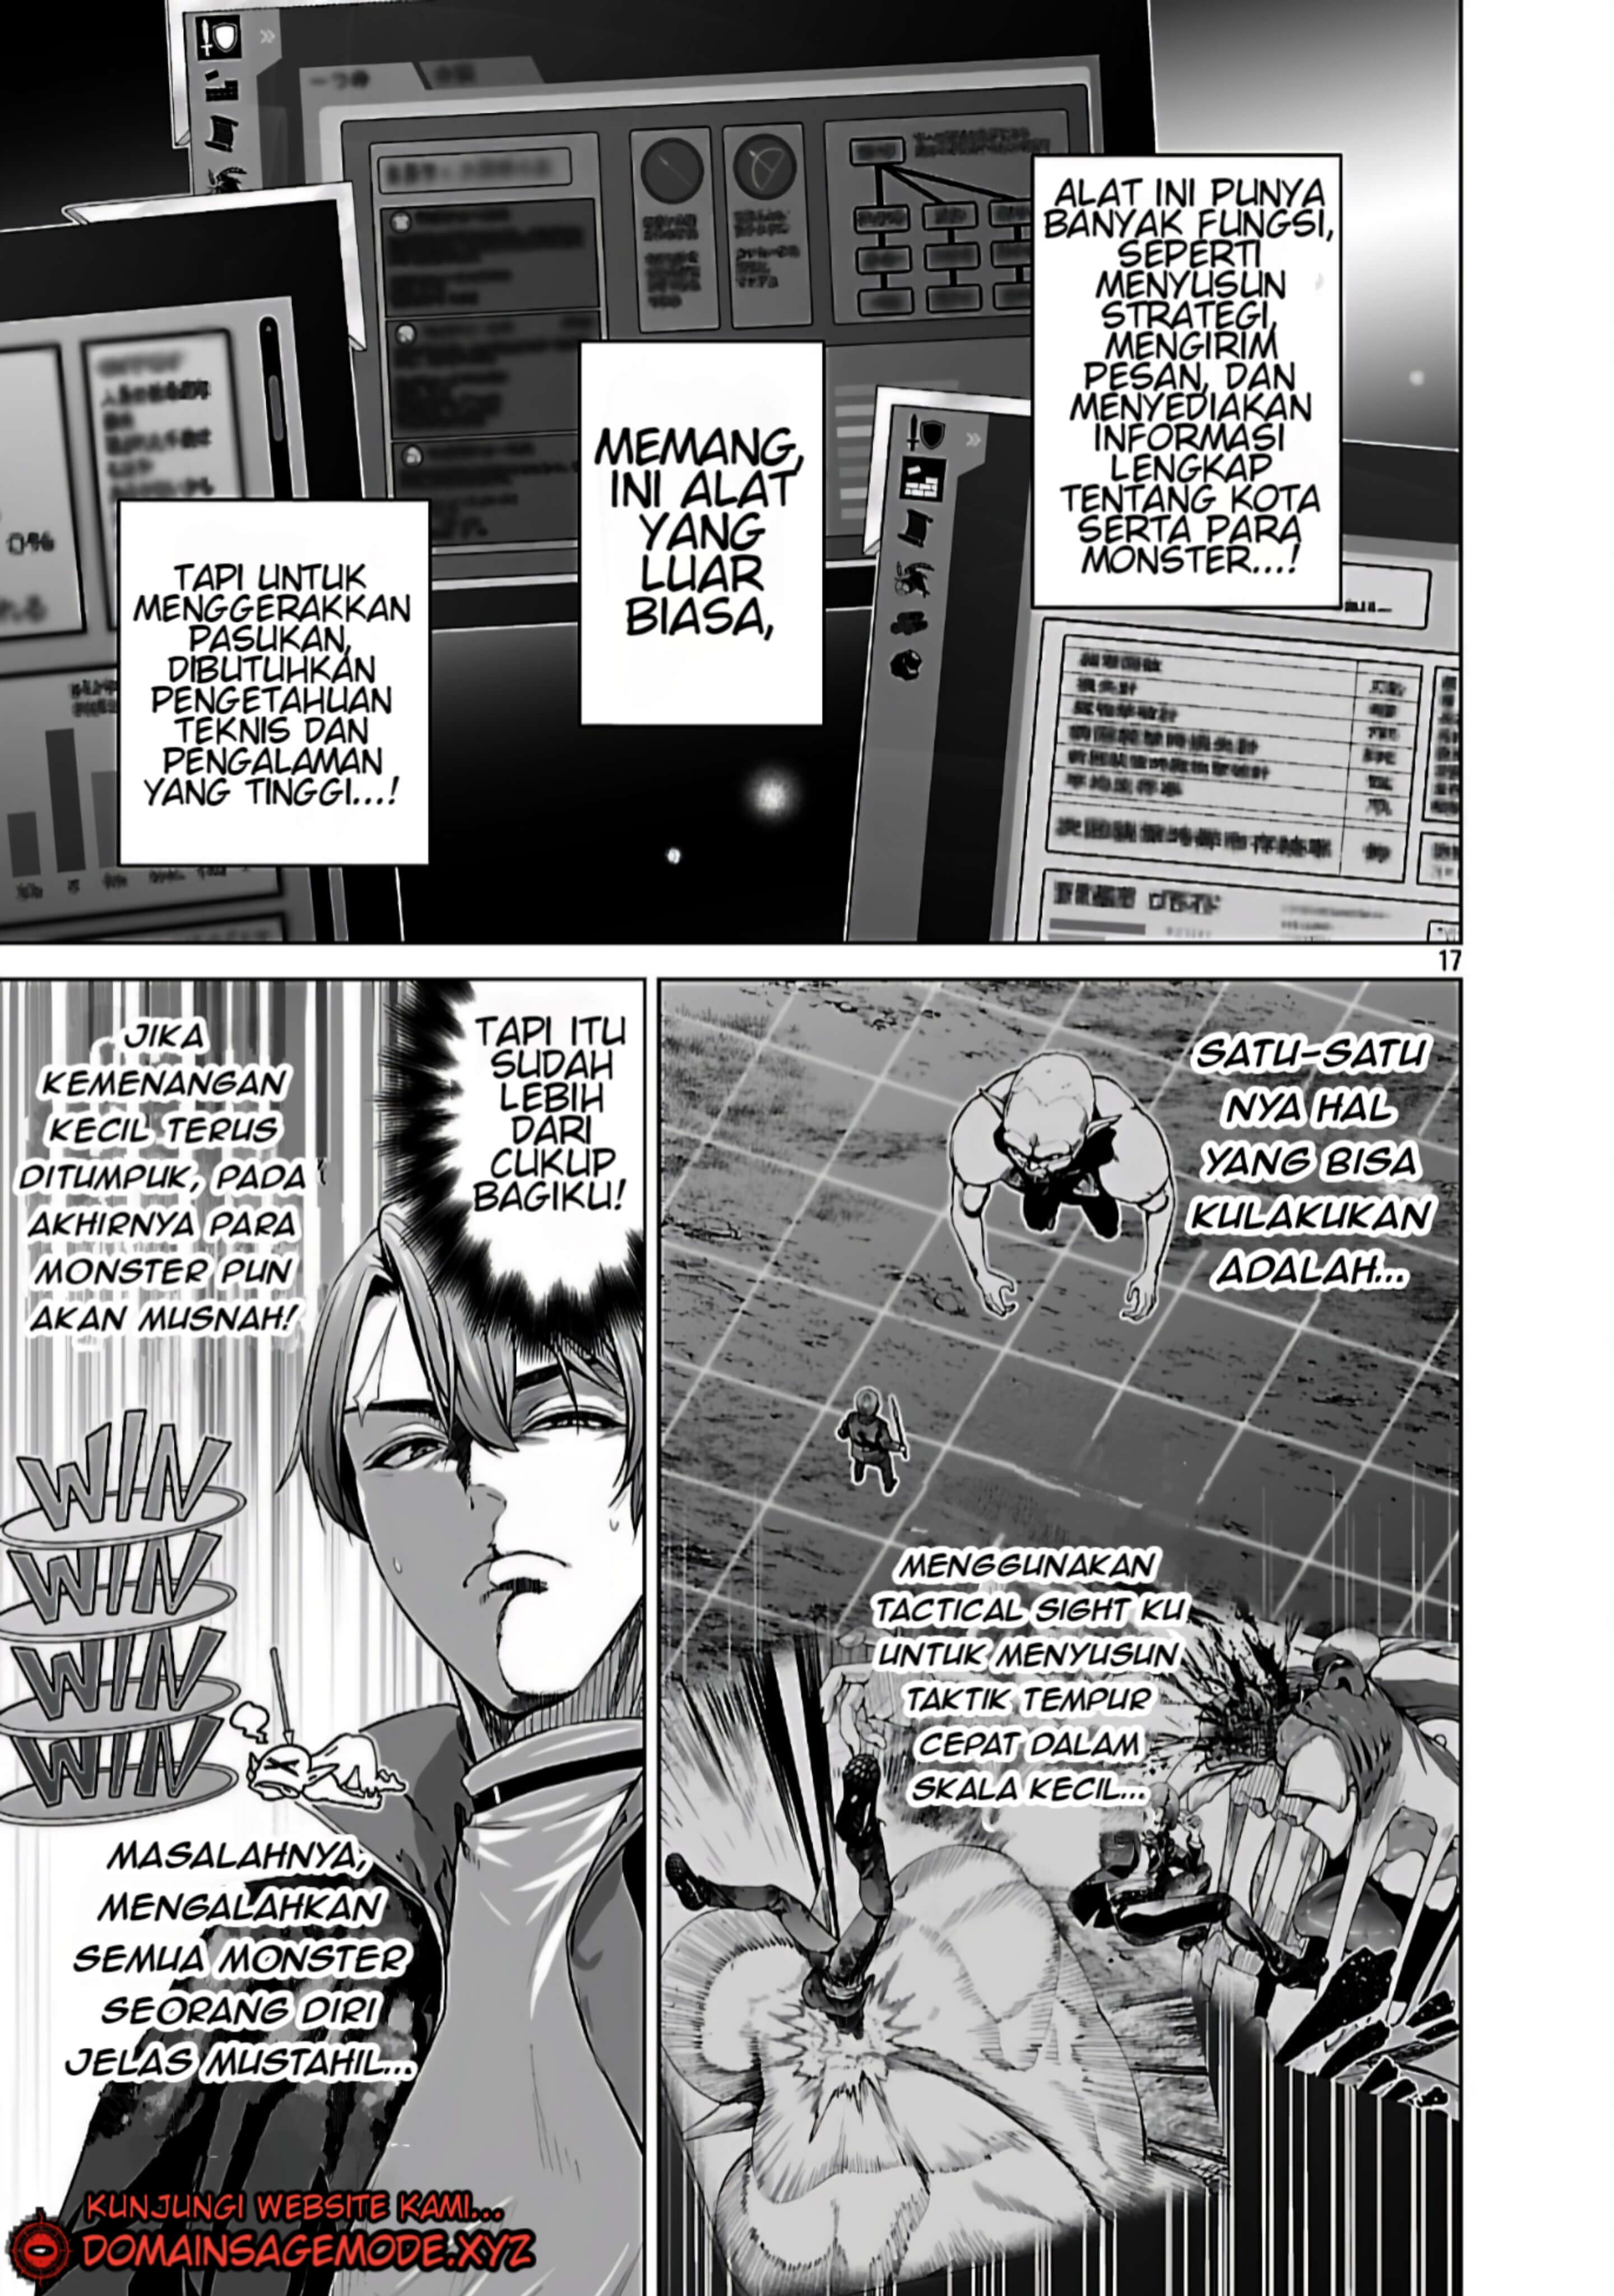 ALAT INI PUNYA
BANYAK FUNGSI,
SEPERTI
MENYUSUN
STRATEGI,
MENGIRIM
PESAN, DAN
MENYEDIAKAN
INFORMASI
LENGKAP
TENTANG KOTA
SERTA PARA
MONSTER...!
MEMANG,
INI ALAT
YANG
LUAR
BIASA,
TAPI UNTUK
MENGGERAKKAN
PASUKAN,
DIBUTUHKAN
PENGETAHUAN
TEKNIS DAN
PENGALAMAN
YANG TINGGI...!
0%
17
SATU-SATU
NYA HAL
YANG BISA
KULAKUKAN
ADALAH...
MENGGUNAKAN
TACTICAL SIGHT KU
UNTUK MENYUSUN
TAKTIK TEMPUR
CEPAT DALAM
SKALA KECIL...
TAPI ITU
SUDAH
LEBIH
DARI
CUKUP
BAGIKU!
JIKA
KEMENANGAN
KECIL TERUS
DITUMPUK, PADA
AKHIRNYA PARA
MONSTER PUN
AKAN MUSNAH!
WIN
WIN
WIN
WIN
MASALAHNYA,
MENGALAHKAN
SEMUA MONSTER
SEORANG DIRI
JELAS MUSTAHIL...
KUNJUNGI WEBSITE KAMI...
DOMAINSAGEMODE.XYZ